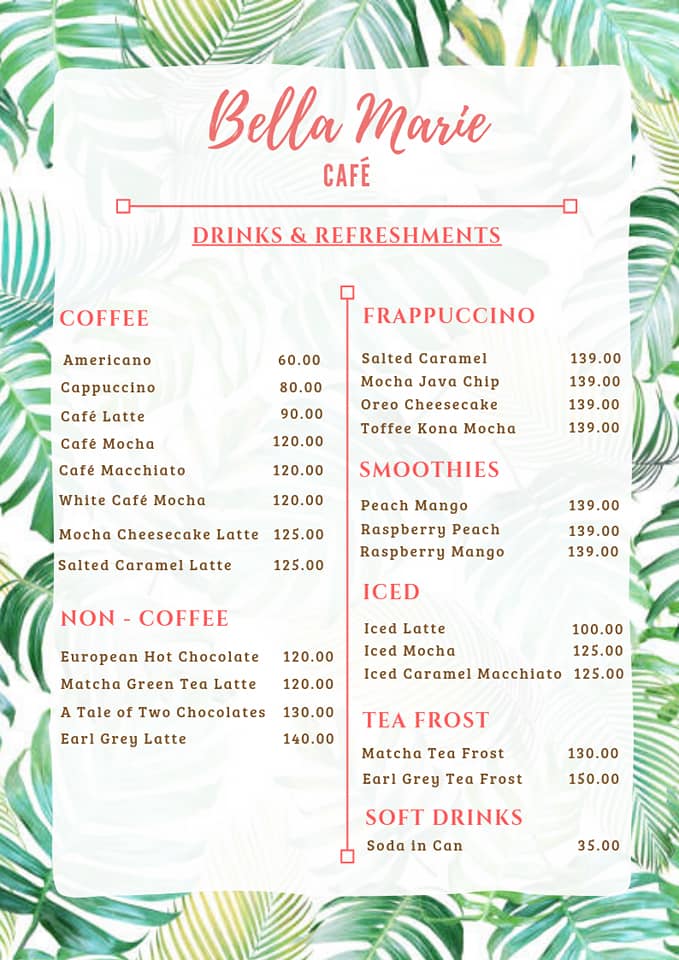 Bella Marie
CAFÉ
DRINKS & REFRESHMENTS
COFFEE
Americano 60.00
Cappuccino 80.00
Café Latte 90.00
Café Mocha 120.00
Café Macchiato 120.00
White Café Mocha 120.00
Mocha Cheesecake Latte 125.00
Salted Caramel Latte 125.00
NON - COFFEE
European Hot Chocolate 120.00
Matcha Green Tea Latte 120.00
A Tale of Two Chocolates 130.00
Earl Grey Latte 140.00
FRAPPUCCINO
Salted Caramel 139.00
Mocha Java Chip 139.00
Oreo Cheesecake 139.00
Toffee Kona Mocha 139.00
SMOOTHIES
Peach Mango 139.00
Raspberry Peach 139.00
Raspberry Mango 139.00
ICED
Iced Latte 100.00
Iced Mocha 125.00
Iced Caramel Macchiato 125.00
TEA FROST
Matcha Tea Frost 130.00
Earl Grey Tea Frost 150.00
SOFT DRINKS
Soda in Can 35.00